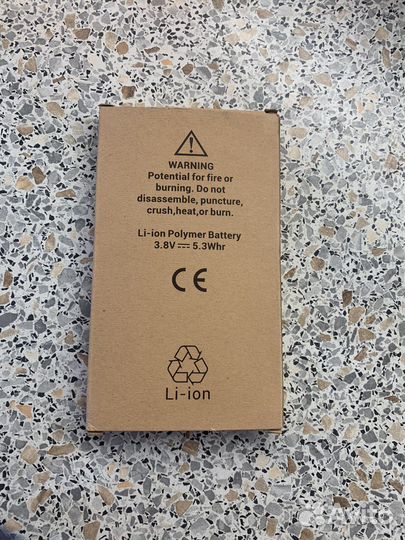 WARNING
Potential for fire or
burning. Do not
disassemble, puncture,
crush,heat,or burn.
Li-ion Polymer Battery
3.8V ⎓ 5.3Whr
CE
Li-ion
Avito